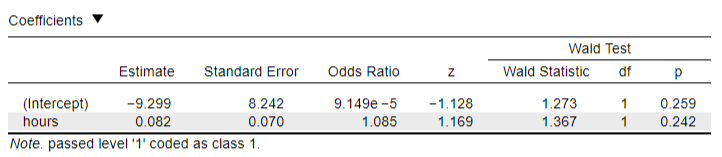 Coefficients ▼
Wald Test
Estimate Standard Error Odds Ratio z Wald Statistic df p
(Intercept) −9.299 8.242 9.149e −5 −1.128 1.273 1 0.259
hours 0.082 0.070 1.085 1.169 1.367 1 0.242
Note. passed level '1' coded as class 1.